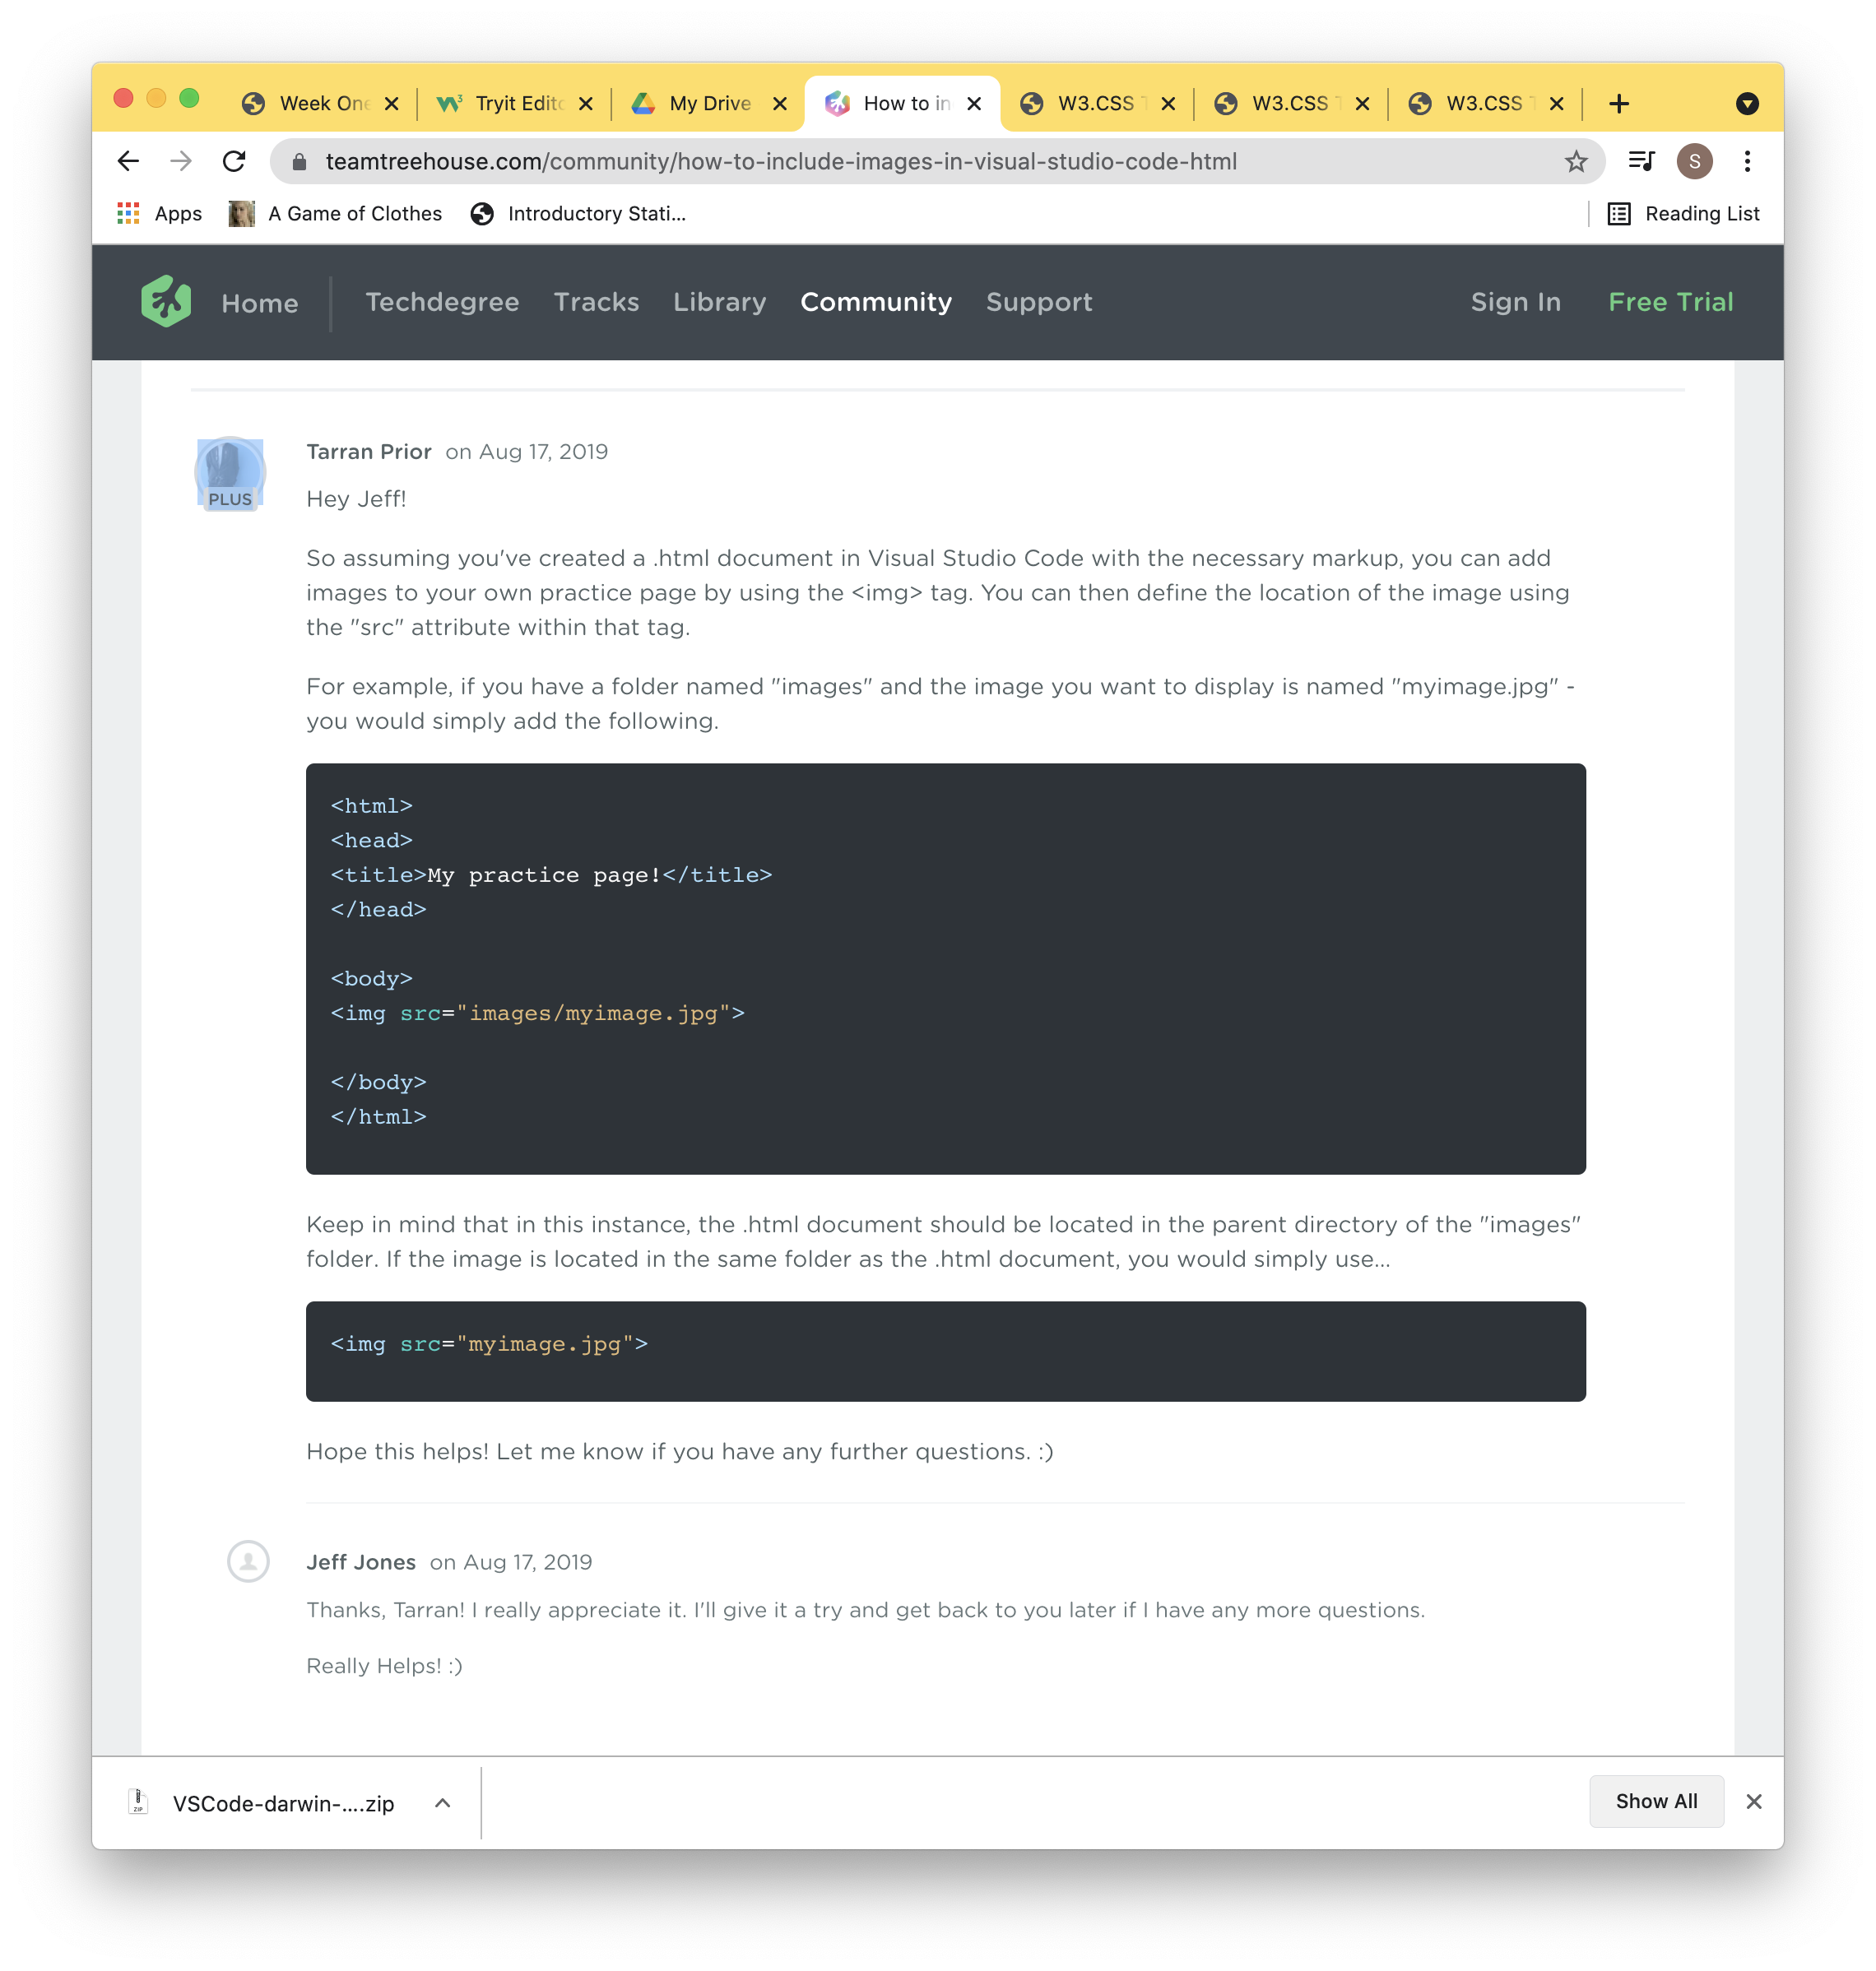 Week One
Tryit Edito
My Drive
How to in
W3.CSS T
W3.CSS T
W3.CSS T
teamtreehouse.com/community/how-to-include-images-in-visual-studio-code-html
S
Apps
A Game of Clothes
Introductory Stati...
Reading List
Home
Techdegree
Tracks
Library
Community
Support
Sign In
Free Trial
Tarran Prior on Aug 17, 2019
PLUS
Hey Jeff!
So assuming you've created a .html document in Visual Studio Code with the necessary markup, you can add
images to your own practice page by using the <img> tag. You can then define the location of the image using
the "src" attribute within that tag.
For example, if you have a folder named "images" and the image you want to display is named "myimage.jpg" -
you would simply add the following.
<html>
<head>
<title>My practice page!</title>
</head>
<body>
<img src="images/myimage.jpg">
</body>
</html>
Keep in mind that in this instance, the .html document should be located in the parent directory of the "images"
folder. If the image is located in the same folder as the .html document, you would simply use...
<img src="myimage.jpg">
Hope this helps! Let me know if you have any further questions. :)
Jeff Jones on Aug 17, 2019
Thanks, Tarran! I really appreciate it. I'll give it a try and get back to you later if I have any more questions.
Really Helps! :)
ZIP
VSCode-darwin-....zip
Show All